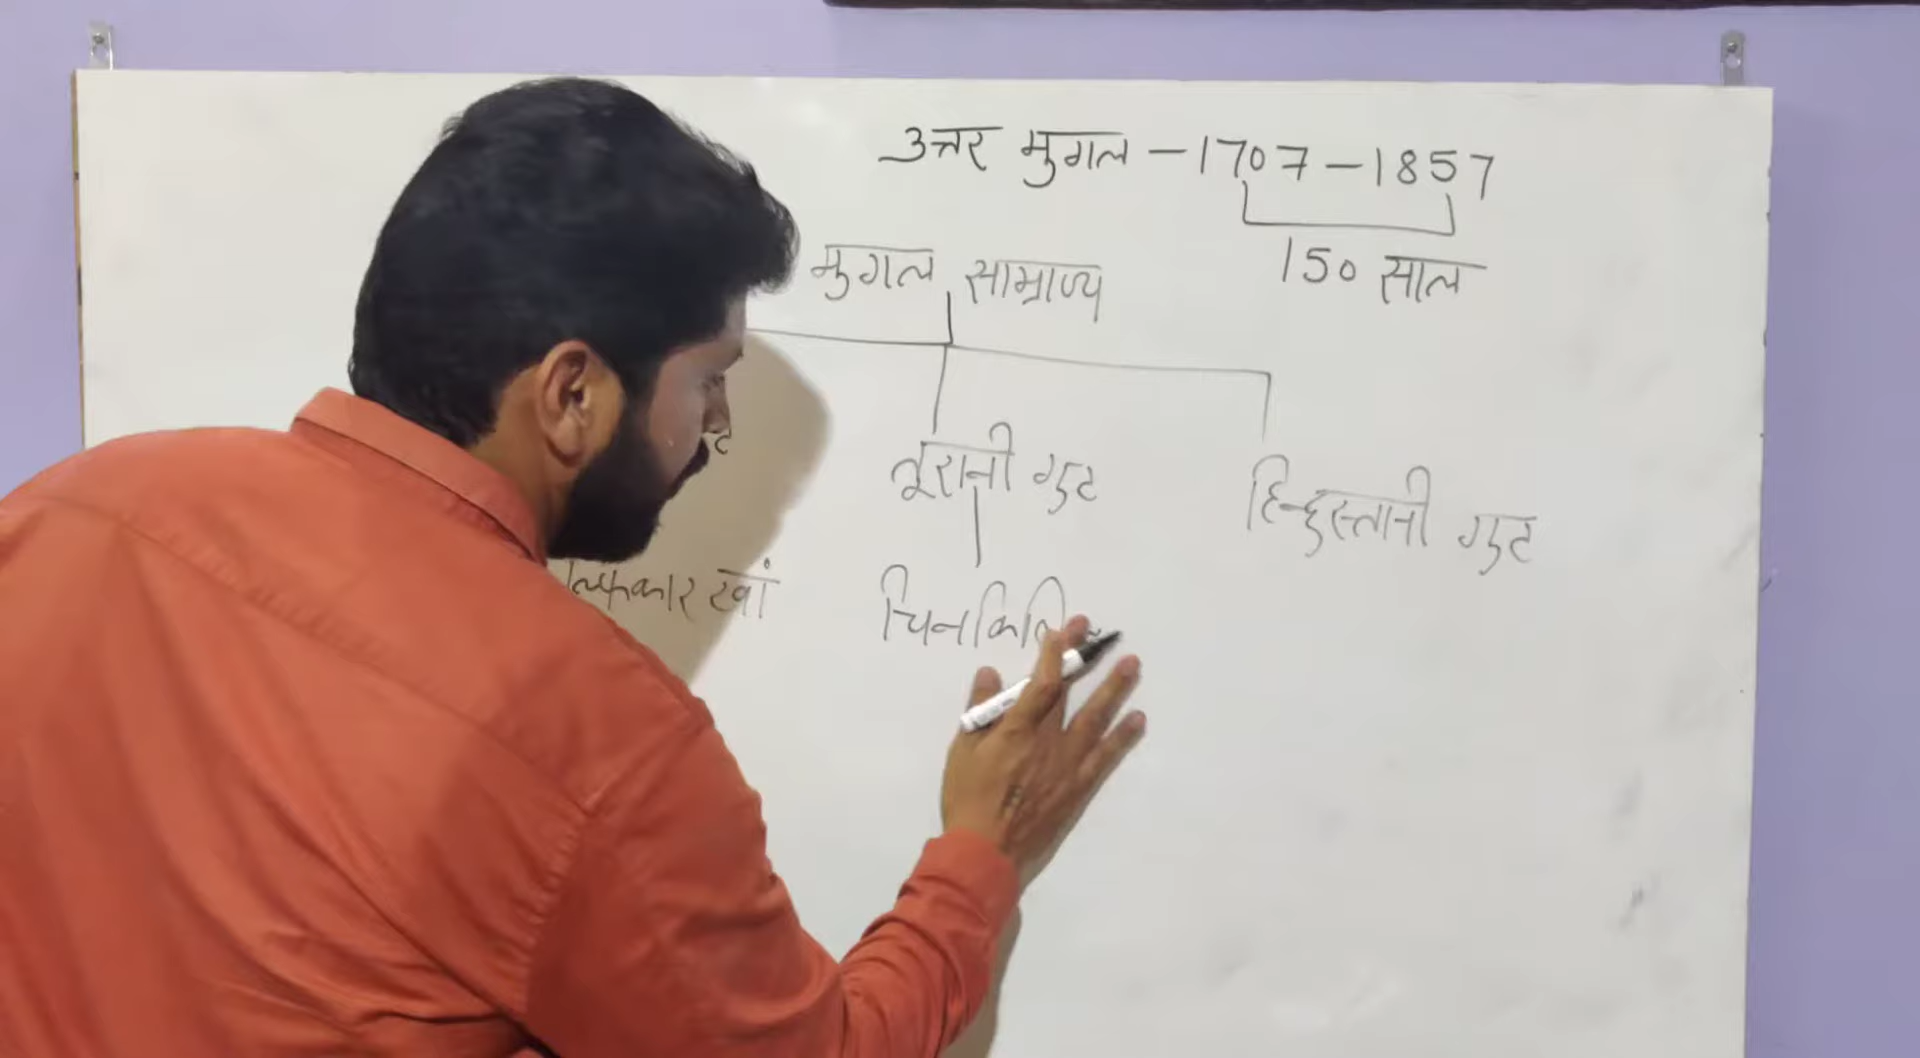 उत्तर मुगल – 1707 – 1857
150 साल
मुगल साम्राज्य
तूरानी गुट
हिन्दुस्तानी गुट
खां